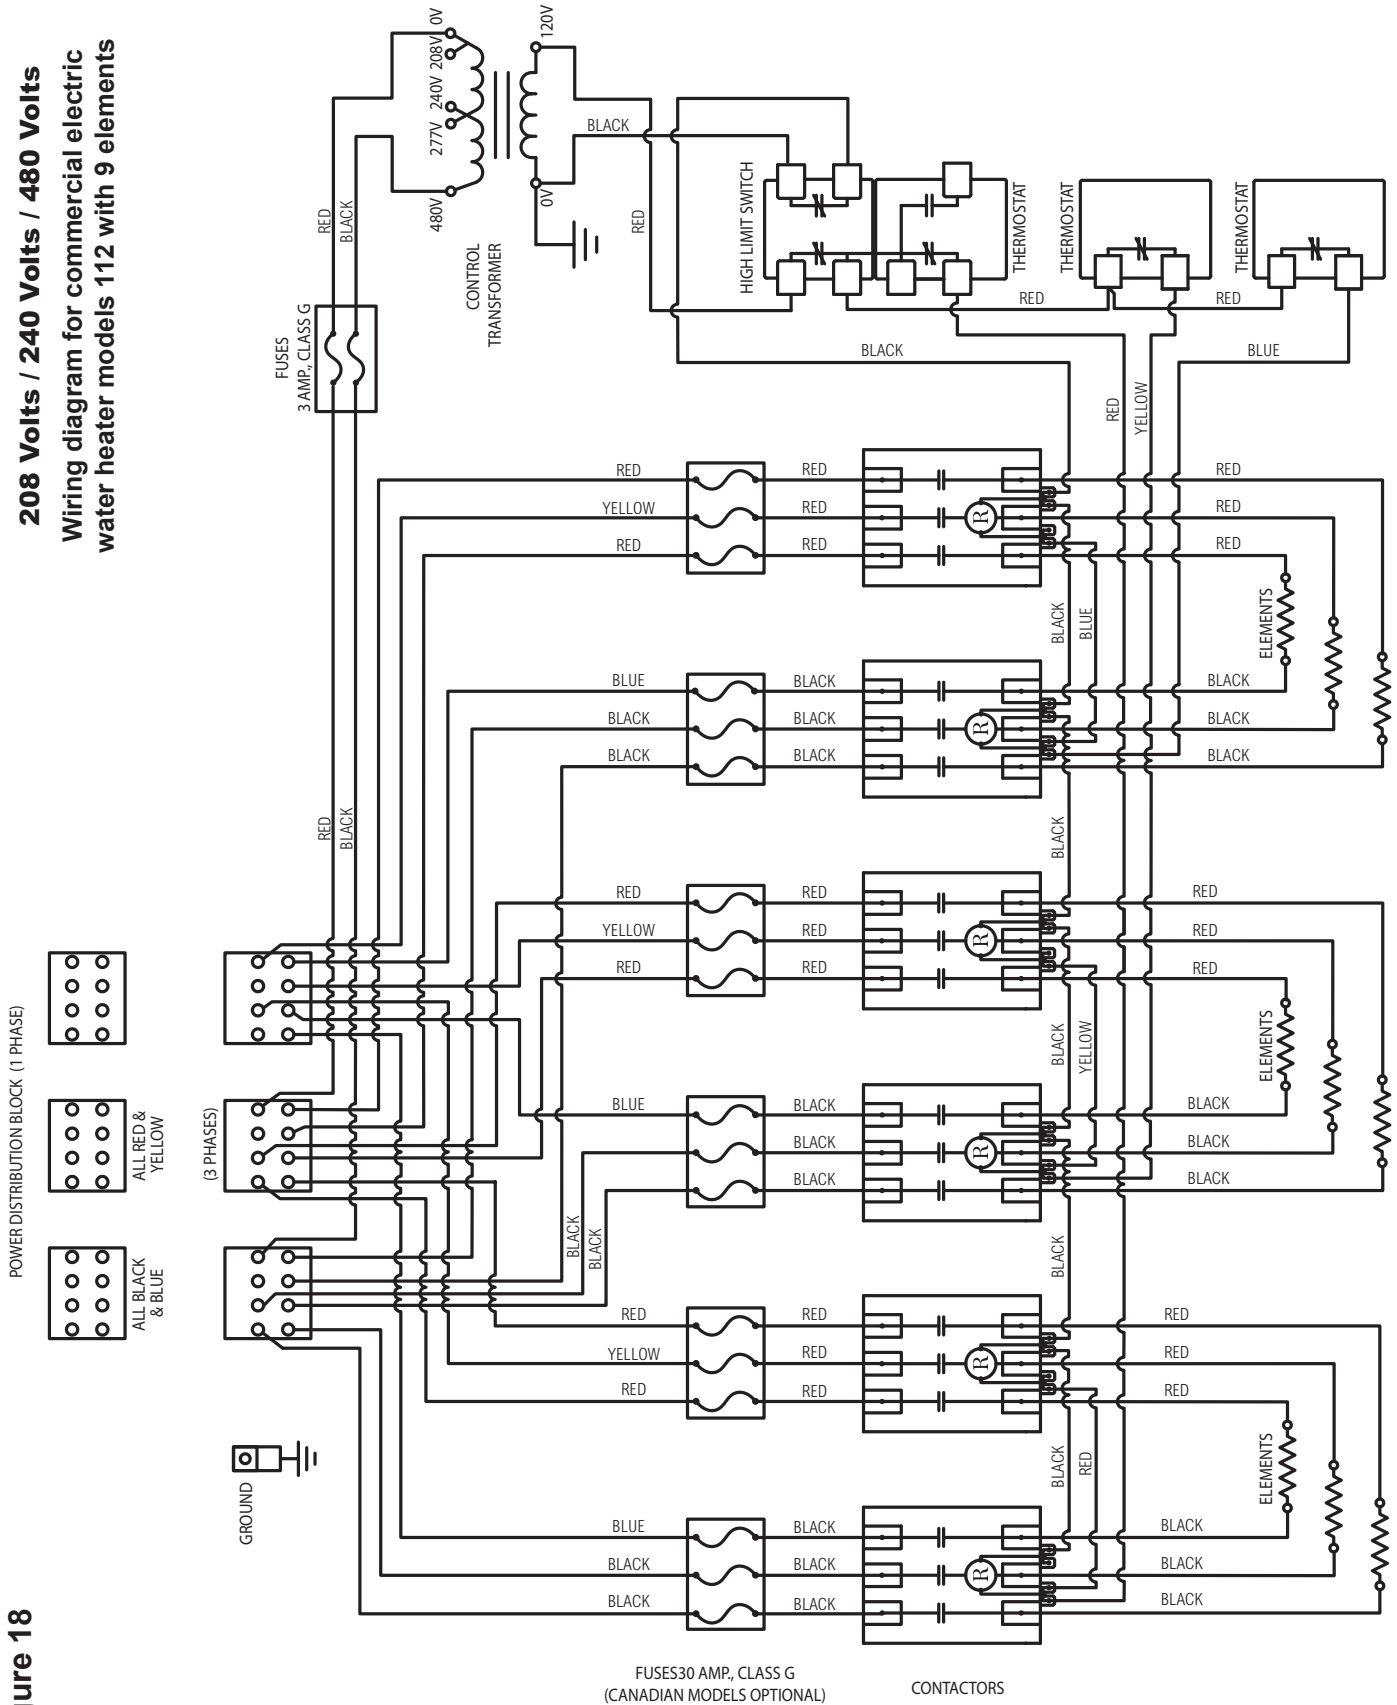 208 Volts / 240 Volts / 480 Volts
Wiring diagram for commercial electric
water heater models 112 with 9 elements
0V
208V
240V
277V
480V
120V
0V
CONTROL
TRANSFORMER
RED
BLACK
BLACK
RED
FUSES
3 AMP., CLASS G
HIGH LIMIT SWITCH
THERMOSTAT
THERMOSTAT
THERMOSTAT
RED
RED
BLACK
BLUE
RED
YELLOW
RED
RED
RED
YELLOW
RED
RED
RED
RED
RED
R
BLACK
BLUE
ELEMENTS
BLUE
BLACK
BLACK
BLACK
BLACK
BLACK
BLACK
BLACK
BLACK
R
RED
BLACK
BLACK
RED
RED
RED
YELLOW
RED
RED
RED
RED
RED
R
BLACK
YELLOW
ELEMENTS
POWER DISTRIBUTION BLOCK (1 PHASE)
ALL RED &
YELLOW
(3 PHASES)
BLUE
BLACK
BLACK
BLACK
BLACK
BLACK
BLACK
R
ALL BLACK
& BLUE
BLACK
BLACK
BLACK
RED
RED
RED
YELLOW
RED
RED
RED
RED
RED
R
BLACK
RED
ELEMENTS
GROUND
BLUE
BLACK
BLACK
BLACK
BLACK
BLACK
BLACK
BLACK
BLACK
R
ure 18
FUSES30 AMP., CLASS G
(CANADIAN MODELS OPTIONAL)
CONTACTORS